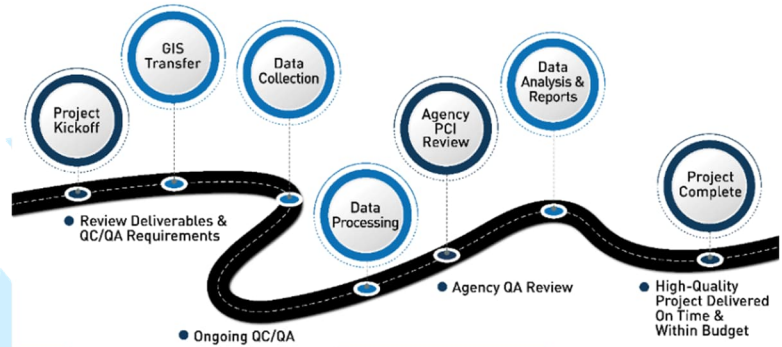 Project
Kickoff
GIS
Transfer
Data
Collection
Data
Processing
Agency
PCI
Review
Data
Analysis &
Reports
Project
Complete
Review Deliverables &
QC/QA Requirements
Ongoing QC/QA
Agency QA Review
High-Quality
Project Delivered
On Time &
Within Budget